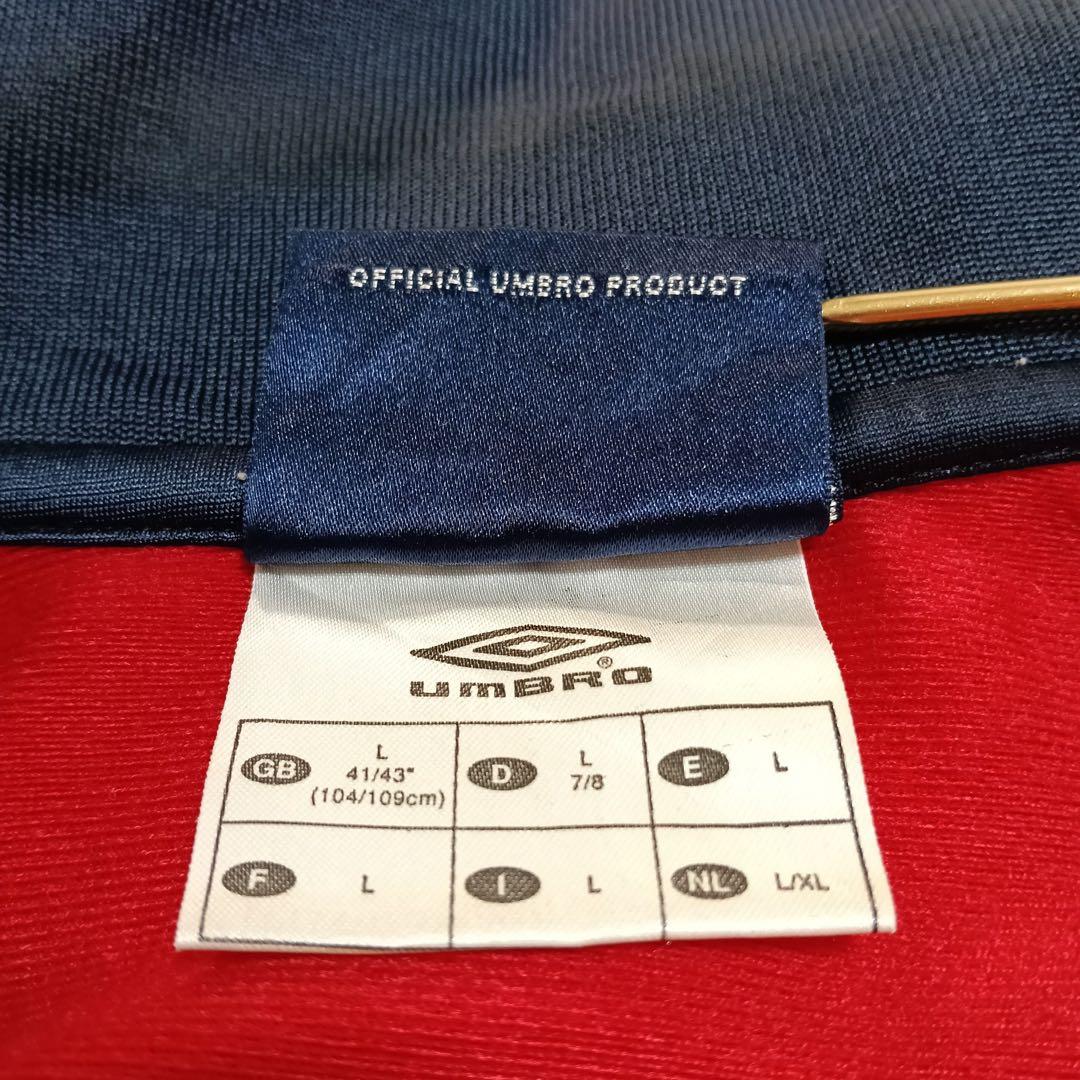 OFFICIAL UMBRO PRODUCT
umBRO®
GB L 41/43" (104/109cm)
D L 7/8
E L
F L
I L
NL L/XL